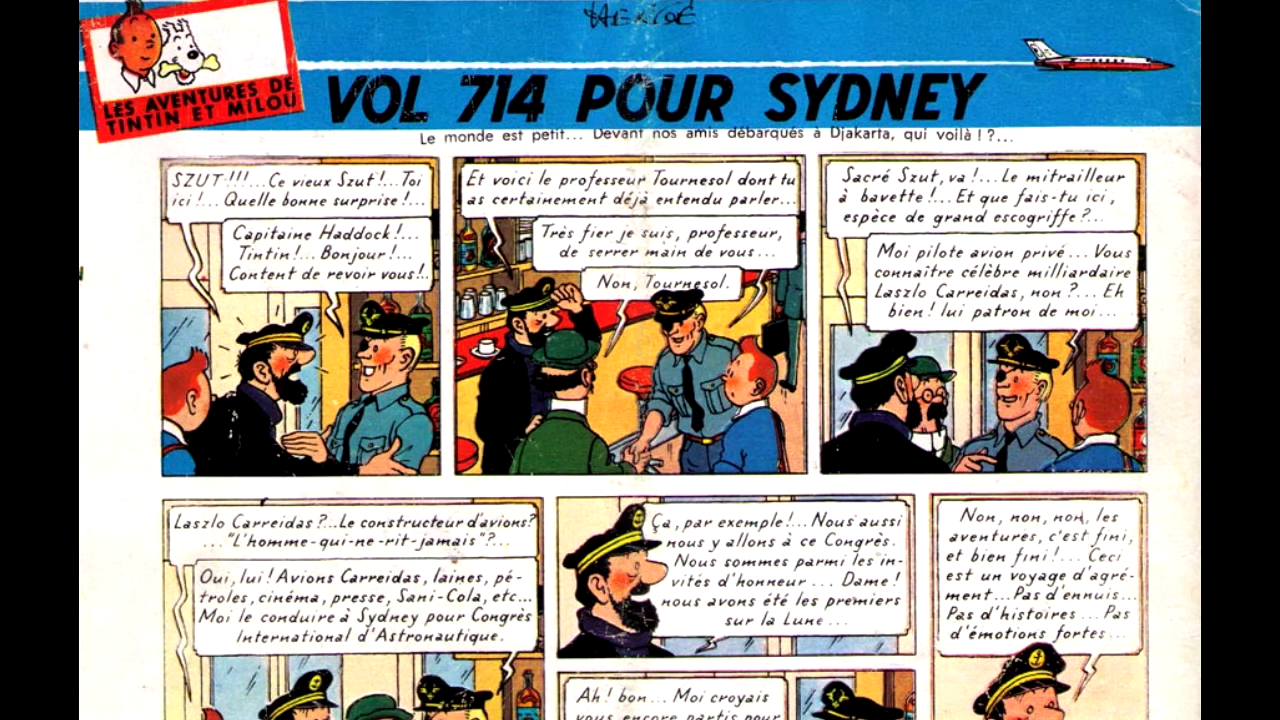 HERGÉ
LES AVENTURES DE
TINTIN ET MILOU
VOL 714 POUR SYDNEY
Le monde est petit... Devant nos amis débarqués à Djakarta, qui voilà !?...
SZUT!!!...Ce vieux Szut!...Toi
ici!... Quelle bonne surprise!...
Capitaine Haddock!...
Tintin!... Bonjour!...
Content de revoir vous!..
Et voici le professeur Tournesol dont tu
as certainement déjà entendu parler...
Très fier je suis, professeur,
de serrer main de vous...
Non, Tournesol.
Sacré Szut, va!... Le mitrailleur
à bavette!... Et que fais-tu ici,
espèce de grand escogriffe?...
Moi pilote avion privé... Vous
connaître célèbre milliardaire
Laszlo Carreidas, non?.... Eh
bien! lui patron de moi...
Laszlo Carreidas?...Le constructeur d'avions?
..."L'homme-qui-ne-rit-jamais"?...
Oui, lui! Avions Carreidas, laines, pé-
troles, cinéma, presse, Sani-Cola, etc...
Moi le conduire à Sydney pour Congrès
International d'Astronautique.
Ça, par exemple!... Nous aussi
nous y allons à ce Congrès.
Nous sommes parmi les in-
vités d'honneur... Dame!
nous avons été les premiers
sur la Lune...
Ah! bon... Moi croyais
vous encore partis pour
Non, non, non, les
aventures, c'est fini,
et bien fini!... Ceci
est un voyage d'agré-
ment...Pas d'ennuis...
Pas d'histoires... Pas
d'émotions fortes...